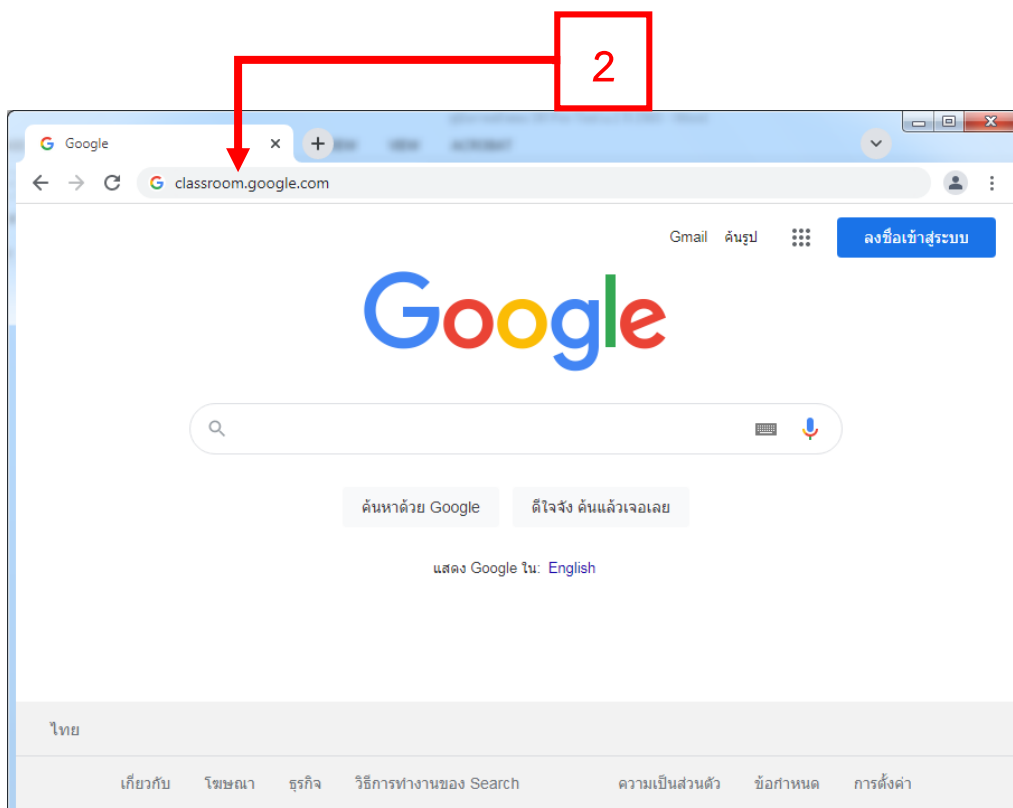 2
Google
classroom.google.com
Gmail ค้นรูป ลงชื่อเข้าสู่ระบบ
Google
ค้นหาด้วย Google ดีใจจัง ค้นแล้วเจอเลย
แสดง Google ใน: English
ไทย
เกี่ยวกับ โฆษณา ธุรกิจ วิธีการทำงานของ Search ความเป็นส่วนตัว ข้อกำหนด การตั้งค่า